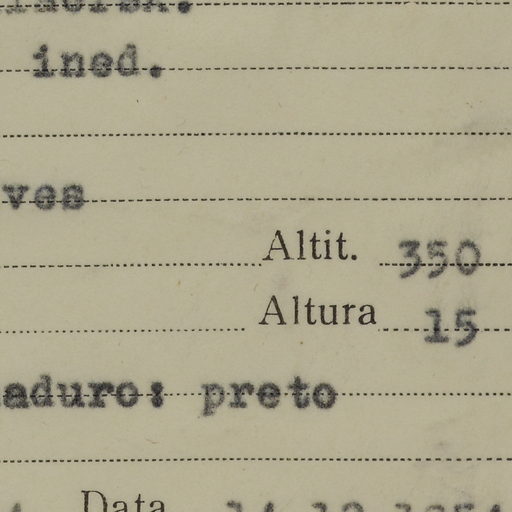 ined.
ves
Altit. 350
Altura 15
aduro: preto
Data